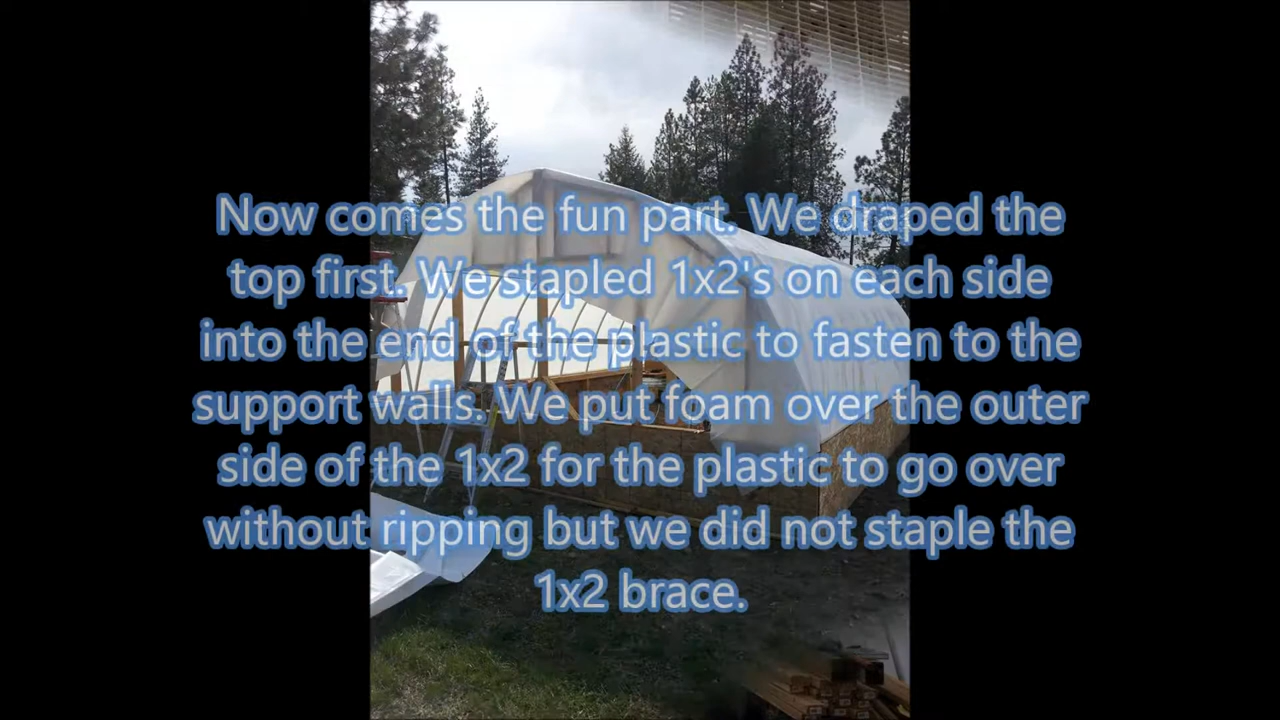 Now comes the fun part. We draped the
top first. We stapled 1x2's on each side
into the end of the plastic to fasten to the
support walls. We put foam over the outer
side of the 1x2 for the plastic to go over
without ripping but we did not staple the
1x2 brace.